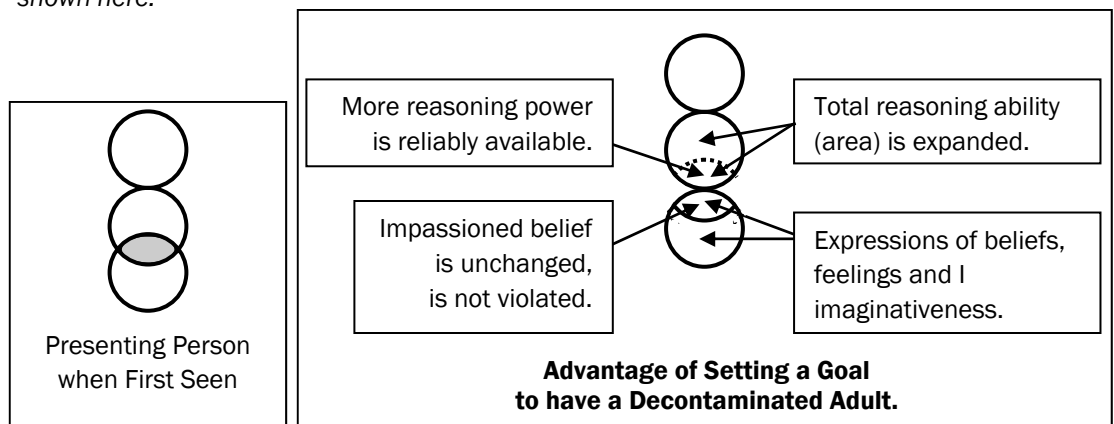 shown here.
Presenting Person
when First Seen
More reasoning power
is reliably available.
Total reasoning ability
(area) is expanded.
Impassioned belief
is unchanged,
is not violated.
Expressions of beliefs,
feelings and I
imaginativeness.
Advantage of Setting a Goal
to have a Decontaminated Adult.